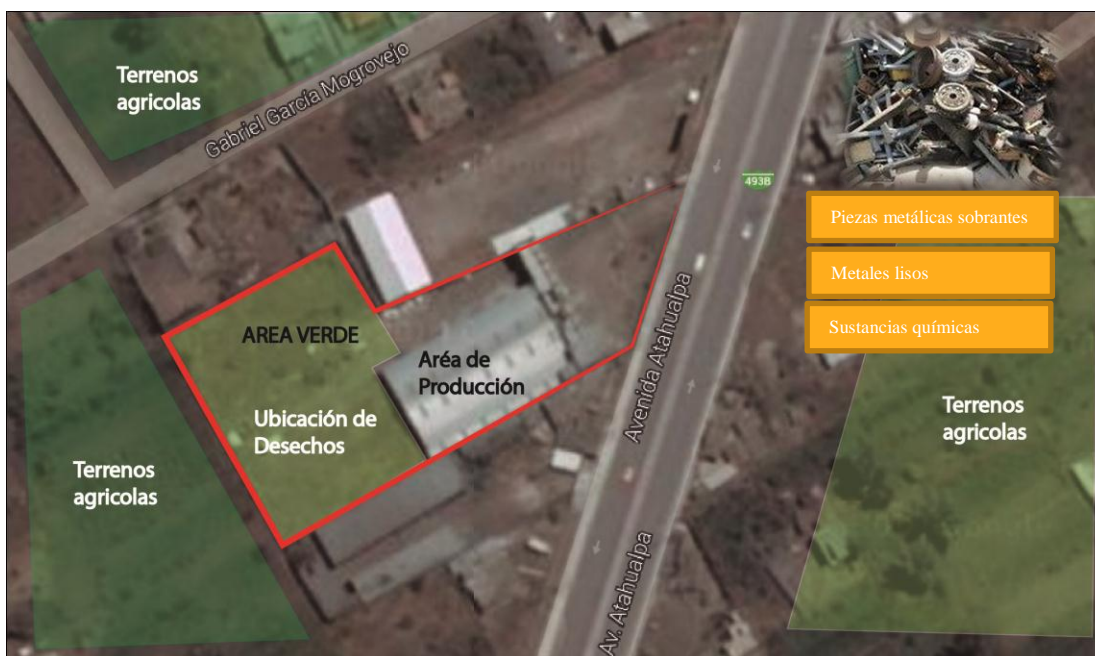 Terrenos
agricolas
Gabriel García Mogrovejo
493B
Piezas metálicas sobrantes
Metales lisos
Sustancias químicas
AREA VERDE
Aréa de
Producción
Ubicación de
Desechos
Avenida Atahualpa
Terrenos
agricolas
Terrenos
agricolas
Av. Atahualpa